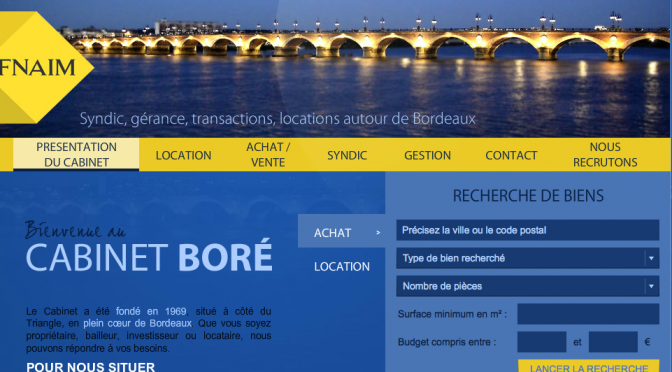 FNAIM
Syndic, gérance, transactions, locations autour de Bordeaux
PRESENTATION
DU CABINET
LOCATION
ACHAT /
VENTE
SYNDIC
GESTION
CONTACT
NOUS
RECRUTONS
Bienvenue au
CABINET BORÉ
Le Cabinet a été fondé en 1969, situé à côté du
Triangle, en plein cœur de Bordeaux. Que vous soyez
propriétaire, bailleur, investisseur ou locataire, nous
pouvons répondre à vos besoins.
POUR NOUS SITUER
ACHAT >
LOCATION
RECHERCHE DE BIENS
Précisez la ville ou le code postal
Type de bien recherché
Nombre de pièces
Surface minimum en m² :
Budget compris entre : et €
LANCER LA RECHERCHE